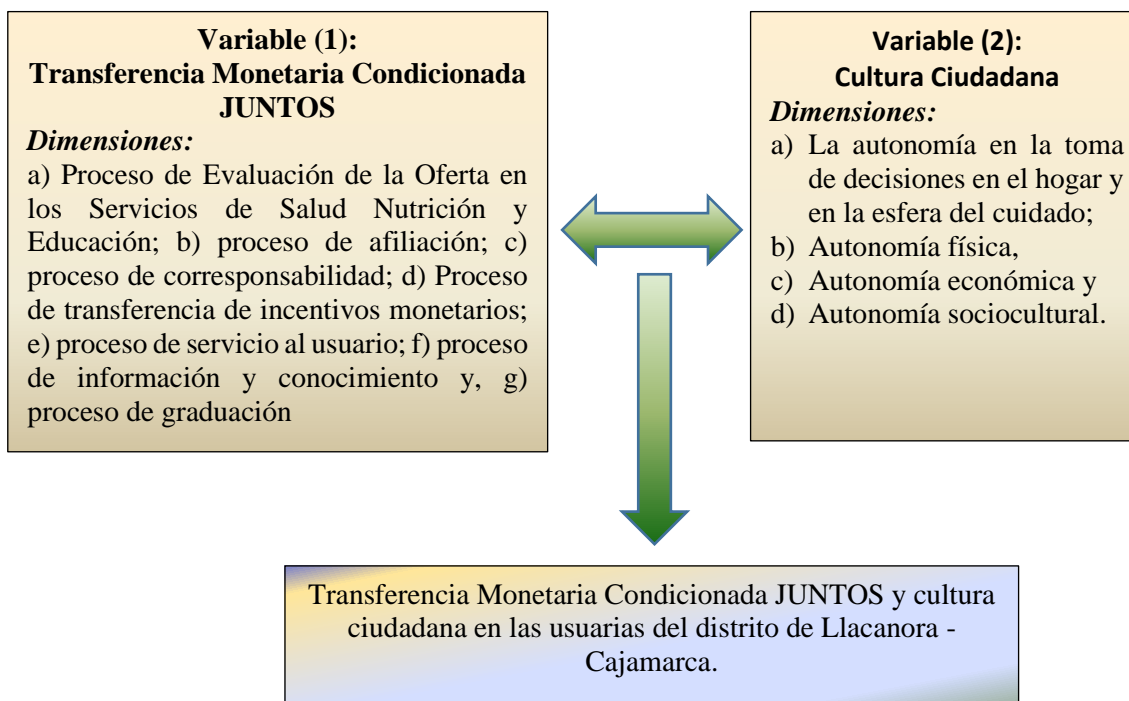 Variable (1):
Transferencia Monetaria Condicionada
JUNTOS
Dimensiones:
a) Proceso de Evaluación de la Oferta en
los Servicios de Salud Nutrición y
Educación; b) proceso de afiliación; c)
proceso de corresponsabilidad; d) Proceso
de transferencia de incentivos monetarios;
e) proceso de servicio al usuario; f) proceso
de información y conocimiento y, g)
proceso de graduación
Variable (2):
Cultura Ciudadana
Dimensiones:
a) La autonomía en la toma
de decisiones en el hogar y
en la esfera del cuidado;
b) Autonomía física,
c) Autonomía económica y
d) Autonomía sociocultural.
Transferencia Monetaria Condicionada JUNTOS y cultura
ciudadana en las usuarias del distrito de Llacanora -
Cajamarca.